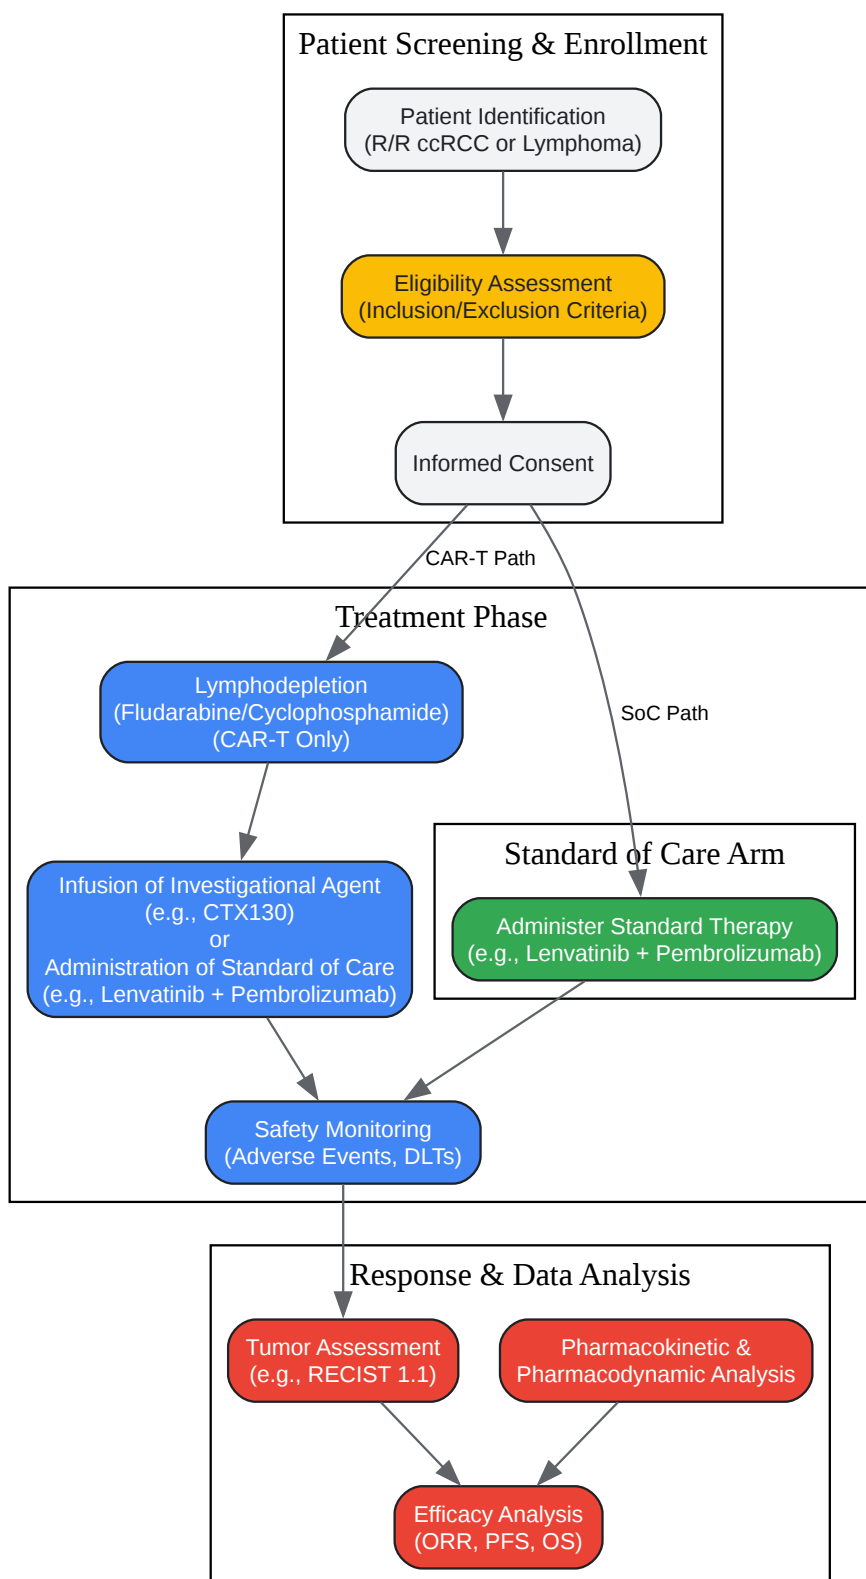 Patient Screening & Enrollment
Patient Identification
(R/R ccRCC or Lymphoma)
Eligibility Assessment
(Inclusion/Exclusion Criteria)
Informed Consent
CAR-T Path
Treatment Phase
Lymphodepletion
(Fludarabine/Cyclophosphamide)
(CAR-T Only)
SoC Path
Standard of Care Arm
Infusion of Investigational Agent
(e.g., CTX130)
or
Administration of Standard of Care
(e.g., Lenvatinib + Pembrolizumab)
Administer Standard Therapy
(e.g., Lenvatinib + Pembrolizumab)
Safety Monitoring
(Adverse Events, DLTs)
Response & Data Analysis
Tumor Assessment
(e.g., RECIST 1.1)
Pharmacokinetic &
Pharmacodynamic Analysis
Efficacy Analysis
(ORR, PFS, OS)